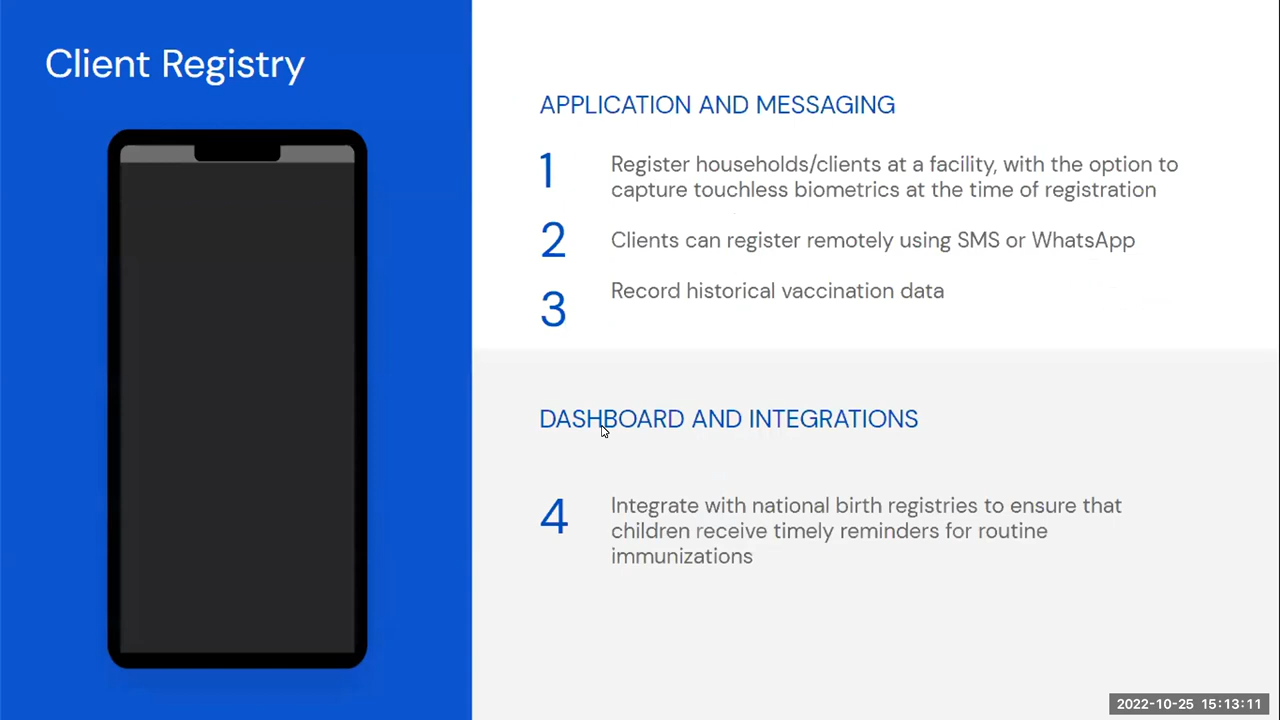 Client Registry
APPLICATION AND MESSAGING
1 Register households/clients at a facility, with the option to
capture touchless biometrics at the time of registration
2 Clients can register remotely using SMS or WhatsApp
3 Record historical vaccination data
DASHBOARD AND INTEGRATIONS
4 Integrate with national birth registries to ensure that
children receive timely reminders for routine
immunizations
2022-10-25 15:13:11